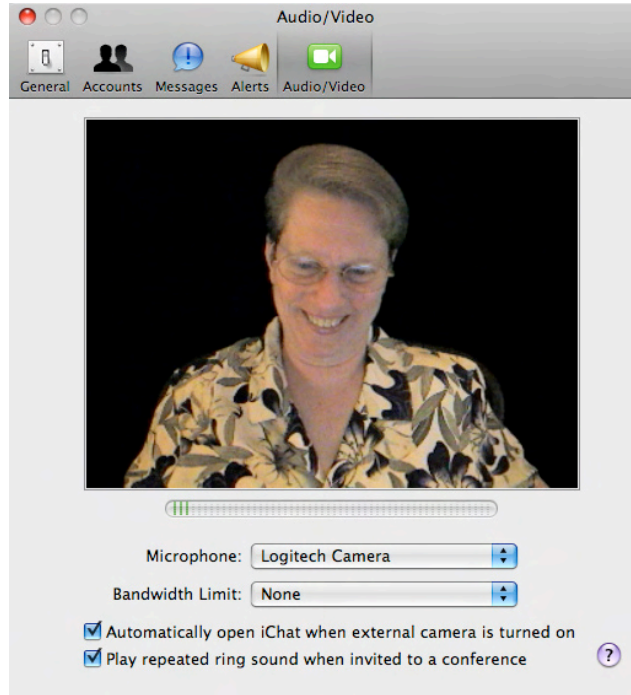 Audio/Video
General Accounts Messages Alerts Audio/Video
Microphone: Logitech Camera
Bandwidth Limit: None
Automatically open iChat when external camera is turned on
Play repeated ring sound when invited to a conference
?